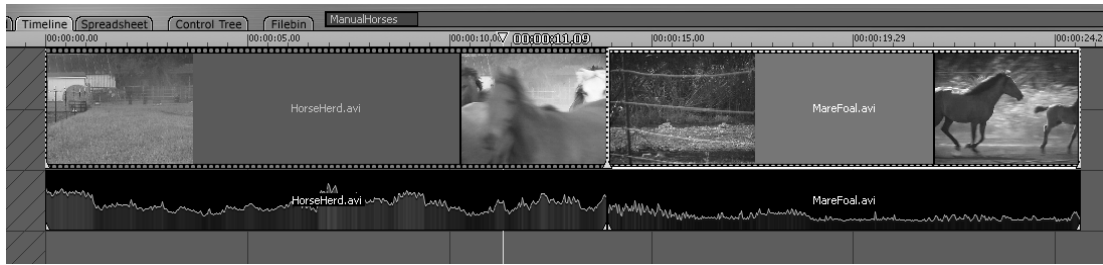 Timeline Spreadsheet Control Tree Filebin ManualHorses
00:00:00.00 00:00:05.00 00:00:10.0 00:00:11.09 00:00:15.00 00:00:19.29 00:00:24.2
HorseHerd.avi MareFoal.avi
HorseHerd.avi MareFoal.avi